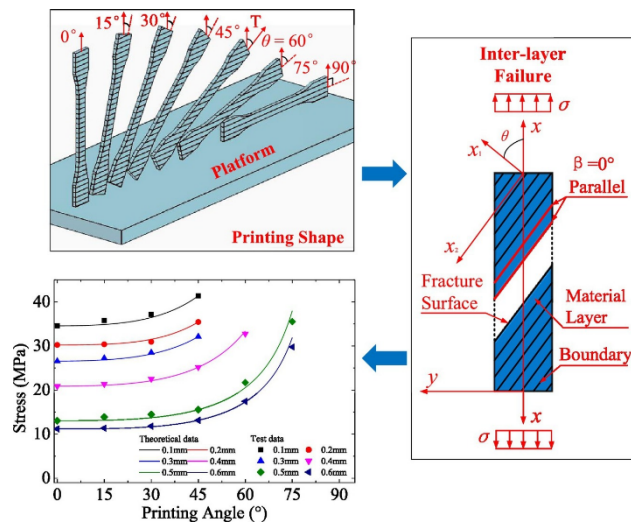 0°
15°
30°
45°
T
θ = 60°
75°
90°
Platform
Printing Shape
Inter-layer
Failure
σ
x
x₁
θ
β=0°
Parallel
x₂
Fracture
Surface
Material
Layer
Boundary
y
x
σ
Stress (MPa)
40
30
20
10
0
Theoretical data
Test data
0.1mm 0.2mm 0.1mm 0.2mm
0.3mm 0.4mm 0.3mm 0.4mm
0.5mm 0.6mm 0.5mm 0.6mm
0 15 30 45 60 75 90
Printing Angle (°)